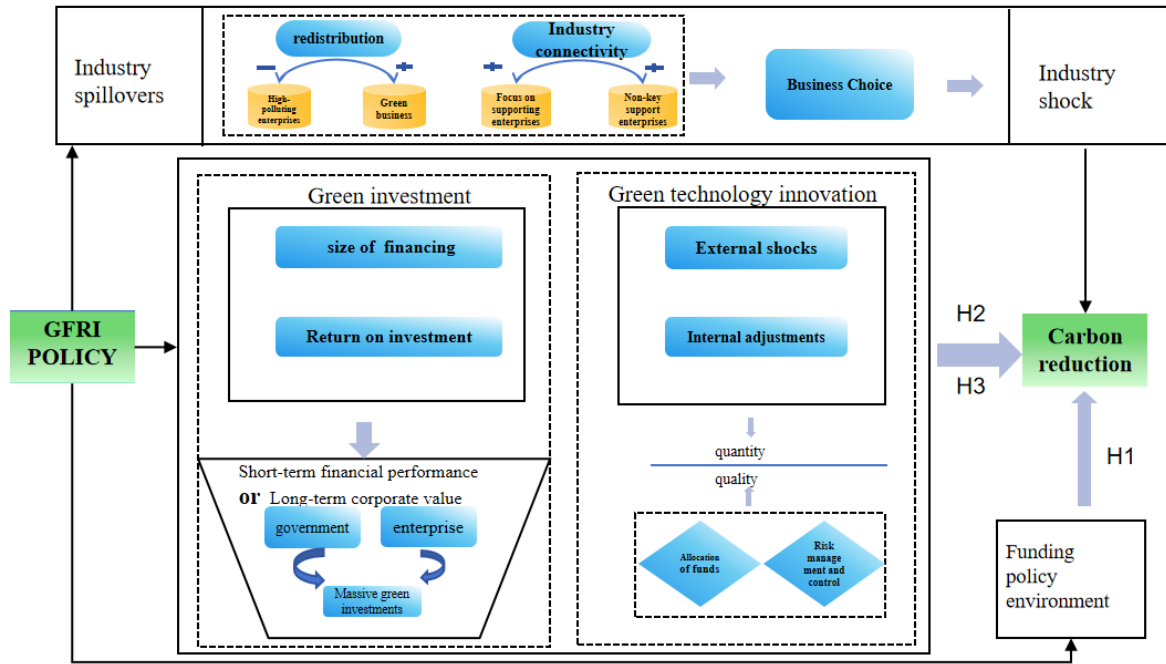 Industry
spillovers
redistribution
High-
polluting
enterprises
Green
business
Industry
connectivity
Focus on
supporting
enterprises
Non-key
support
enterprises
Business Choice
Industry
shock
GFRI
POLICY
Green investment
size of financing
Return on investment
Short-term financial performance
or Long-term corporate value
government
enterprise
Massive green
investments
Green technology innovation
External shocks
Internal adjustments
quantity
quality
Allocation
of funds
Risk
manage
ment and
control
H2
H3
Carbon
reduction
H1
Funding
policy
environment